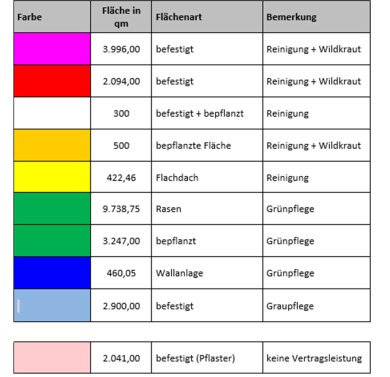 Farbe Fläche in qm Flächenart Bemerkung
3.996,00 befestigt Reinigung + Wildkraut
2.094,00 befestigt Reinigung + Wildkraut
300 befestigt + bepflanzt Reinigung
500 bepflanzte Fläche Reinigung + Wildkraut
422,46 Flachdach Reinigung
9.738,75 Rasen Grünpflege
3.247,00 bepflanzt Grünpflege
460,05 Wallanlage Grünpflege
2.900,00 befestigt Graupflege
2.041,00 befestigt (Pflaster) keine Vertragsleistung